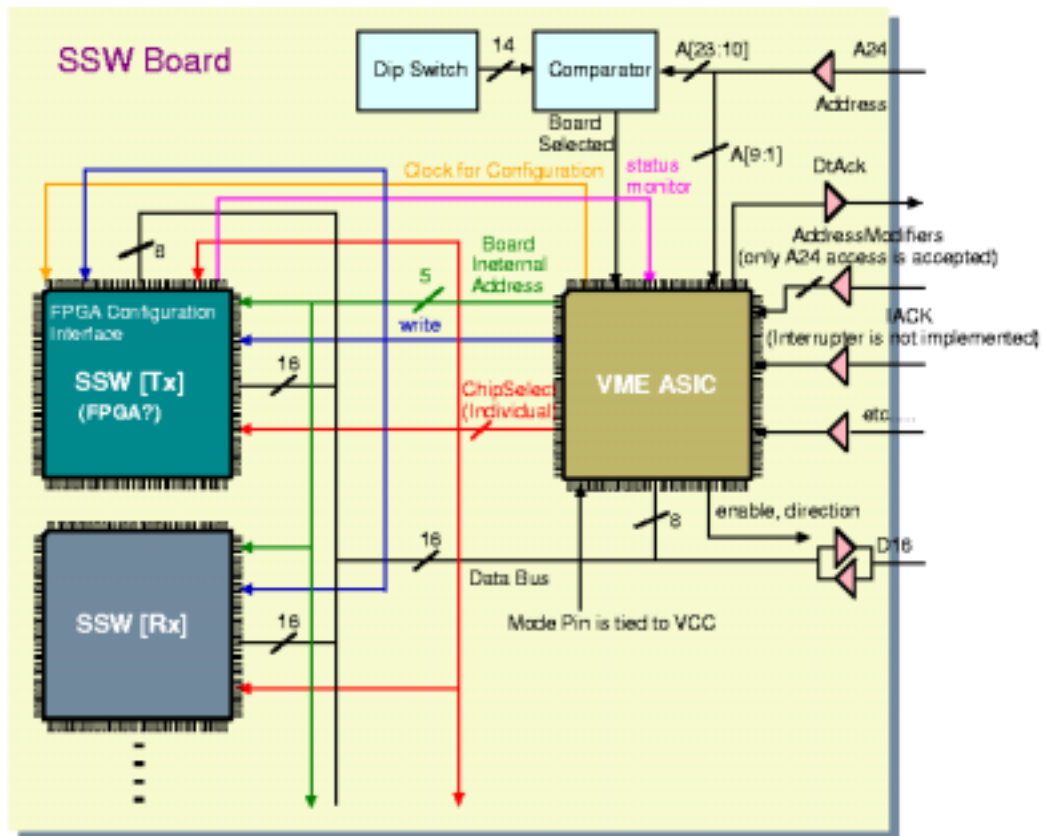 SSW Board
Dip Switch
14
Comparator
A[23:10]
A24
Address
Board
Selected
A[9:1]
Clock for Configuration
status
monitor
DtAck
AddressModifiers
(only A24 access is accepted)
8
Board
Ineternal
Address
5
write
FPGA Configuration
Interface
SSW [Tx]
(FPGA?)
16
ChipSelect
(Individual)
VME ASIC
IACK
(Interrupter is not implemented)
etc.....
8
enable, direction
D16
16
Data Bus
Mode Pin is tied to VCC
SSW [Rx]
16